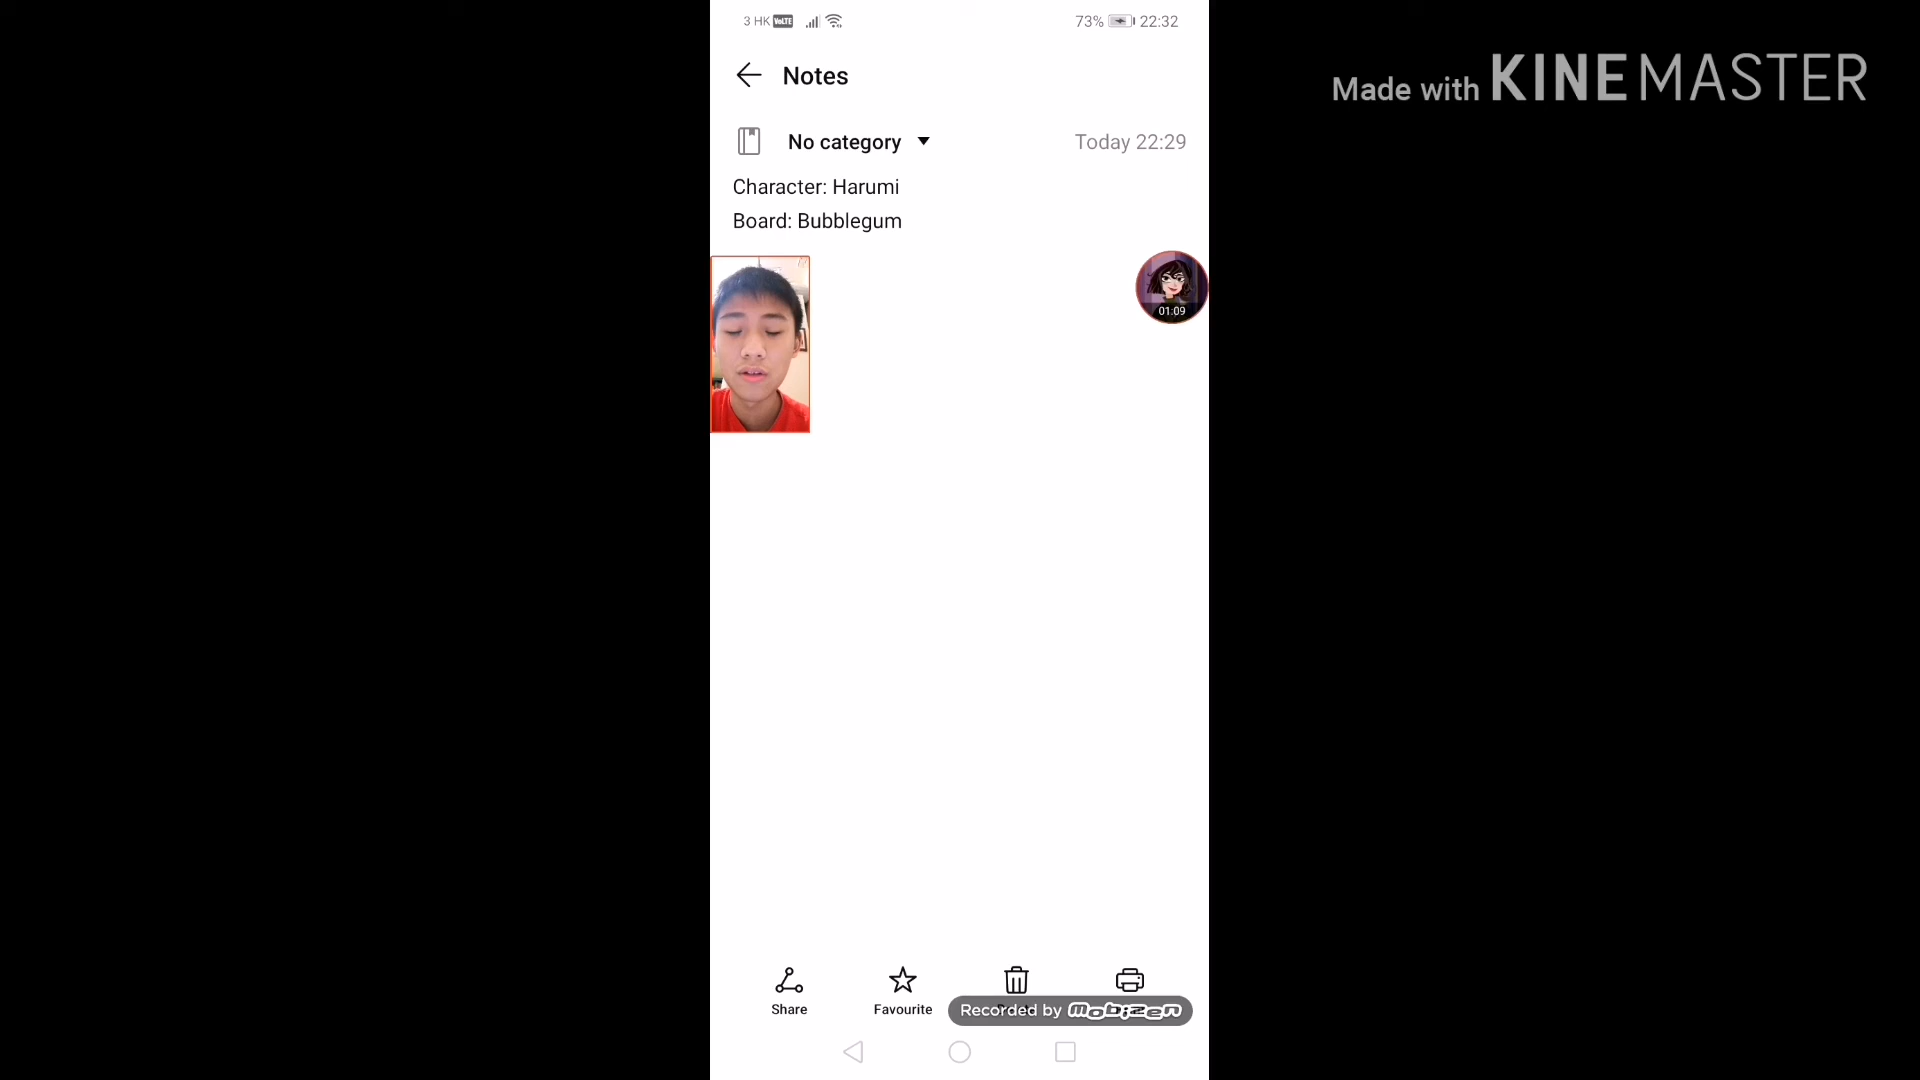 3 HK VoLTE
73% 22:32
Made with KINEMASTER
Notes
No category
Today 22:29
Character: Harumi
Board: Bubblegum
01:09
Share
Favourite
Recorded by mobizen